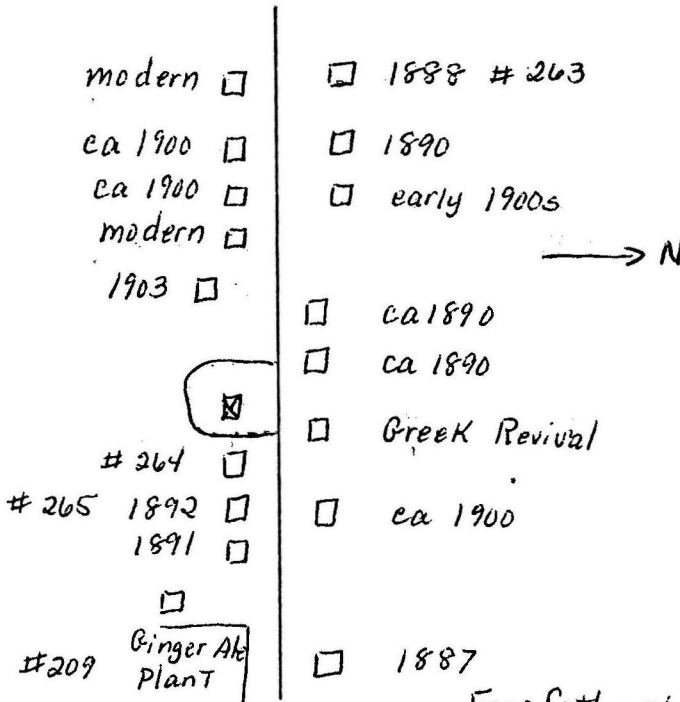 modern
1888 #263
ca 1900
1890
ca 1900
early 1900s
modern
N
1903
ca 1890
ca 1890
Greek Revival
#264
#265 1892
ca 1900
1891
#209 Ginger Ale
Plant
1887